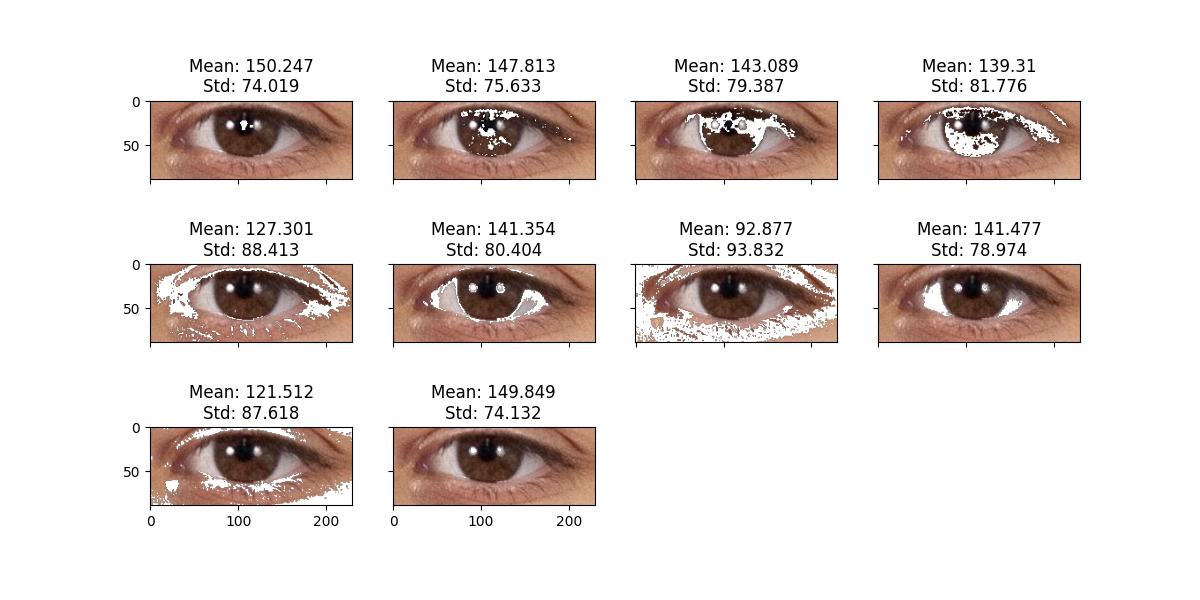 Mean: 150.247
Std: 74.019
Mean: 147.813
Std: 75.633
Mean: 143.089
Std: 79.387
Mean: 139.31
Std: 81.776
0
50
Mean: 127.301
Std: 88.413
Mean: 141.354
Std: 80.404
Mean: 92.877
Std: 93.832
Mean: 141.477
Std: 78.974
0
50
Mean: 121.512
Std: 87.618
Mean: 149.849
Std: 74.132
0
50
0 100 200
0 100 200